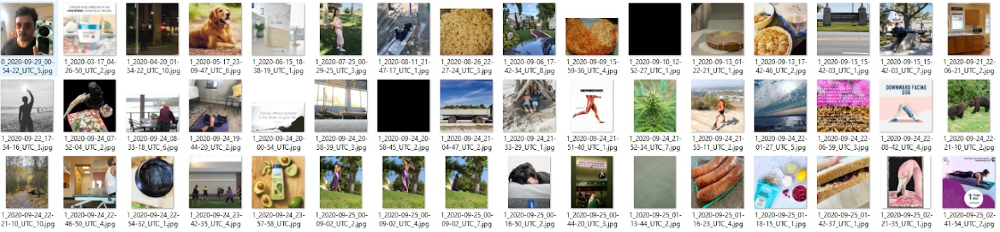 0_2020-09-29_00-
54-22_UTC_5.jpg
1_2020-03-17_04-
26-50_UTC_2.jpg
1_2020-04-20_01-
34-22_UTC_10.jpg
1_2020-05-17_23-
09-47_UTC_6.jpg
1_2020-06-15_18-
38-19_UTC_1.jpg
1_2020-07-25_00-
29-25_UTC_3.jpg
1_2020-08-11_21-
47-17_UTC_1.jpg
1_2020-08-26_22-
27-24_UTC_3.jpg
1_2020-09-06_17-
42-34_UTC_8.jpg
1_2020-09-09_15-
59-36_UTC_4.jpg
1_2020-09-10_12-
52-27_UTC_1.jpg
1_2020-09-13_01-
22-21_UTC_1.jpg
1_2020-09-13_17-
42-46_UTC_2.jpg
1_2020-09-15_15-
42-03_UTC_1.jpg
1_2020-09-15_15-
42-03_UTC_7.jpg
1_2020-09-21_22-
06-21_UTC_2.jpg
DOWNWARD FACING
DOG
1_2020-09-22_17-
34-16_UTC_3.jpg
1_2020-09-24_07-
52-04_UTC_2.jpg
1_2020-09-24_08-
33-18_UTC_6.jpg
1_2020-09-24_19-
44-20_UTC_2.jpg
1_2020-09-24_20-
00-54_UTC.jpg
1_2020-09-24_20-
38-39_UTC_3.jpg
1_2020-09-24_20-
58-45_UTC_2.jpg
1_2020-09-24_21-
04-47_UTC_2.jpg
1_2020-09-24_21-
33-29_UTC_1.jpg
1_2020-09-24_21-
51-40_UTC_1.jpg
1_2020-09-24_21-
52-34_UTC_7.jpg
1_2020-09-24_21-
53-11_UTC_2.jpg
1_2020-09-24_22-
01-27_UTC_5.jpg
1_2020-09-24_22-
06-59_UTC_3.jpg
1_2020-09-24_22-
08-42_UTC_4.jpg
1_2020-09-24_22-
21-10_UTC_2.jpg
1_2020-09-24_22-
21-10_UTC_10.jpg
1_2020-09-24_22-
46-50_UTC_4.jpg
1_2020-09-24_22-
54-32_UTC_1.jpg
1_2020-09-24_23-
42-35_UTC_4.jpg
1_2020-09-24_23-
57-58_UTC.jpg
1_2020-09-25_00-
09-02_UTC_2.jpg
1_2020-09-25_00-
09-02_UTC_4.jpg
1_2020-09-25_00-
09-02_UTC_7.jpg
1_2020-09-25_00-
16-50_UTC_2.jpg
1_2020-09-25_00-
44-20_UTC_3.jpg
1_2020-09-25_01-
13-44_UTC_2.jpg
1_2020-09-25_01-
16-23_UTC_4.jpg
1_2020-09-25_01-
18-15_UTC_1.jpg
1_2020-09-25_01-
42-37_UTC_1.jpg
1_2020-09-25_02-
21-35_UTC_1.jpg
1_2020-09-25_02-
41-54_UTC_2.jpg